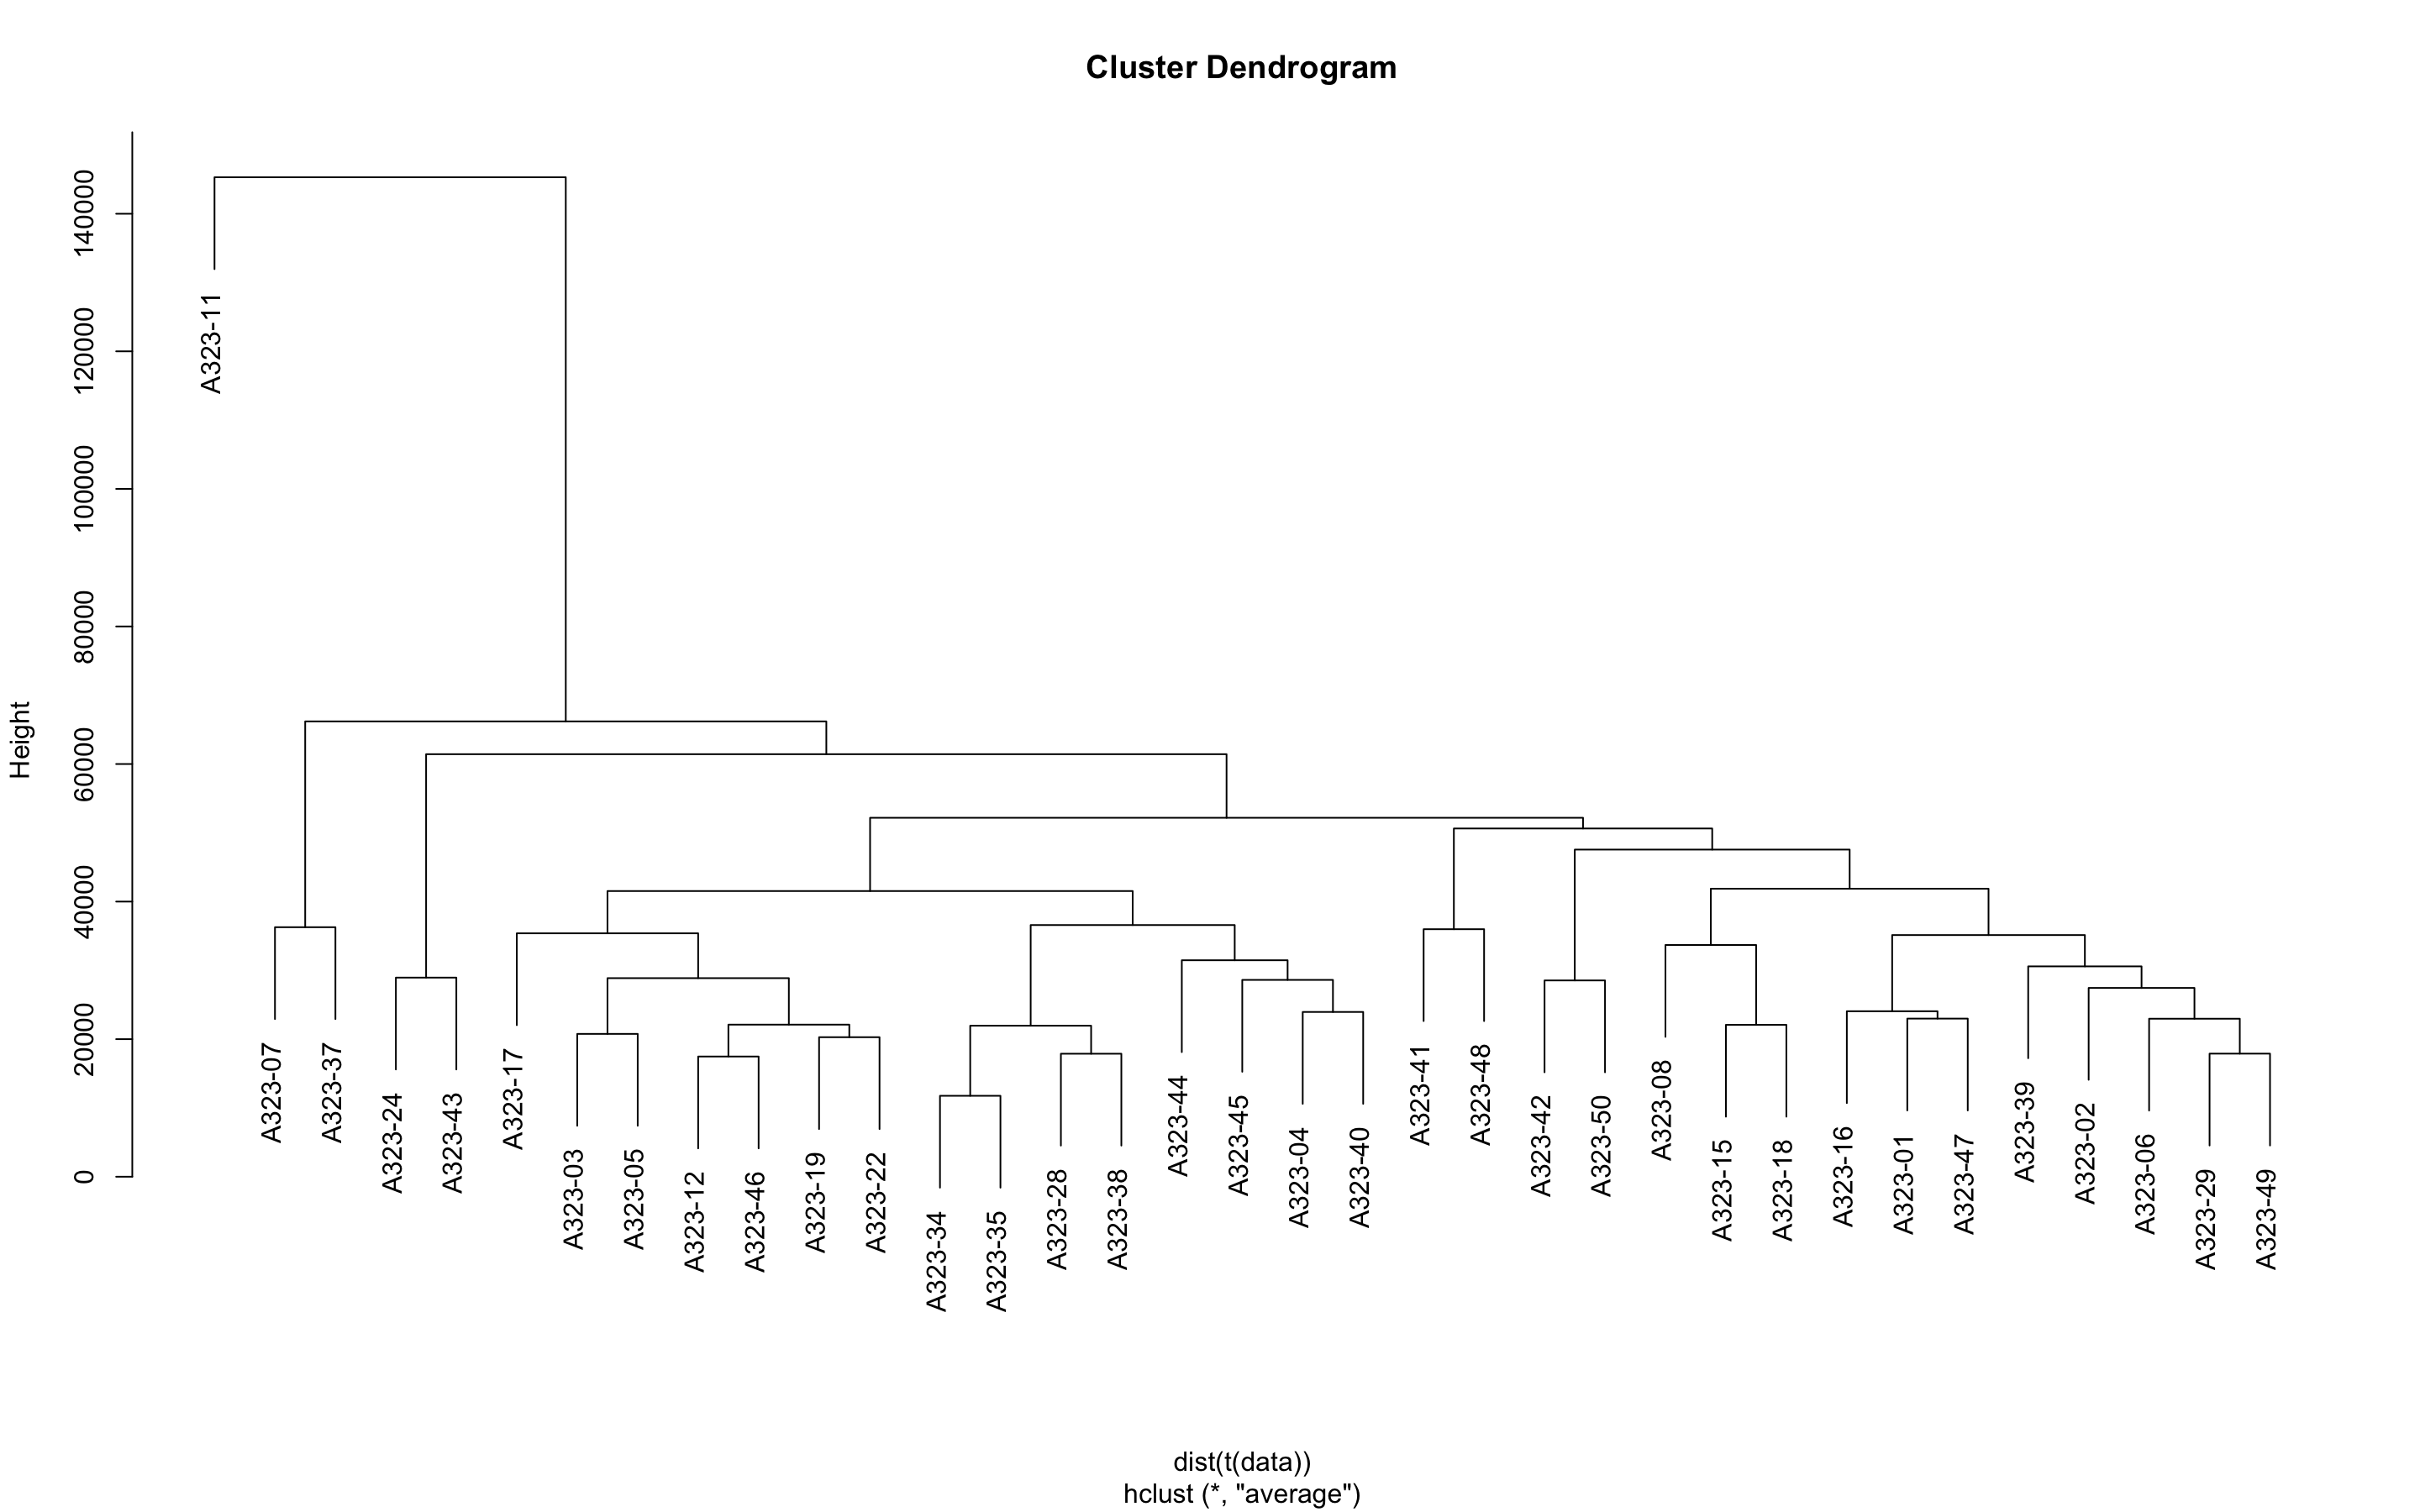 Cluster Dendrogram
Height
140000
120000
100000
80000
60000
40000
20000
0
A323-11
A323-07
A323-37
A323-24
A323-43
A323-17
A323-03
A323-05
A323-12
A323-46
A323-19
A323-22
A323-34
A323-35
A323-28
A323-38
A323-44
A323-45
A323-04
A323-40
A323-41
A323-48
A323-42
A323-50
A323-08
A323-15
A323-18
A323-16
A323-01
A323-47
A323-39
A323-02
A323-06
A323-29
A323-49
dist(t(data))
hclust (*, "average")